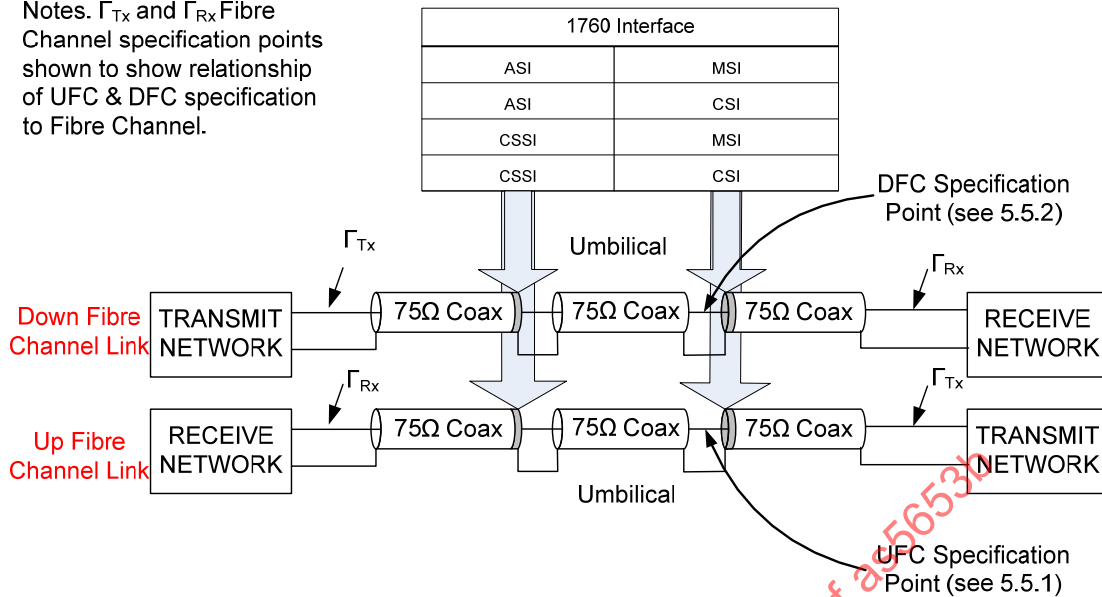 Notes. ΓTx and ΓRx Fibre
Channel specification points
shown to show relationship
of UFC & DFC specification
to Fibre Channel.
1760 Interface
ASI MSI
ASI CSI
CSSI MSI
CSSI CSI
DFC Specification
Point (see 5.5.2)
Umbilical
ΓTx
ΓRx
Down Fibre
Channel Link
TRANSMIT
NETWORK
75Ω Coax
75Ω Coax
75Ω Coax
RECEIVE
NETWORK
ΓRx
ΓTx
Up Fibre
Channel Link
RECEIVE
NETWORK
75Ω Coax
75Ω Coax
75Ω Coax
TRANSMIT
NETWORK
Umbilical
UFC Specification
Point (see 5.5.1)
f as5653b